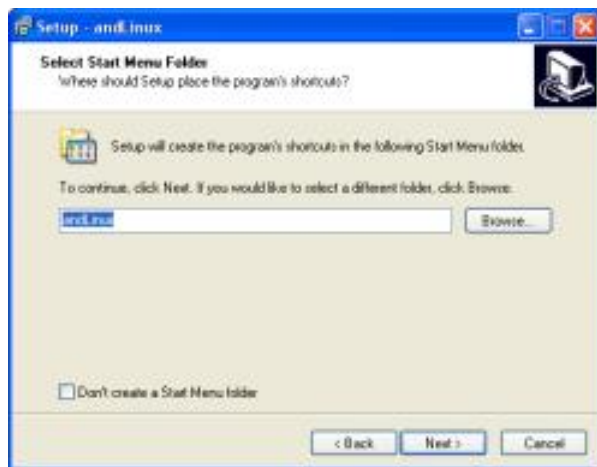 Setup - andLinux
Select Start Menu Folder
Where should Setup place the program's shortcuts?
Setup will create the program's shortcuts in the following Start Menu folder.
To continue, click Next. If you would like to select a different folder, click Browse.
andLinux
Browse...
Don't create a Start Menu folder
< Back
Next >
Cancel